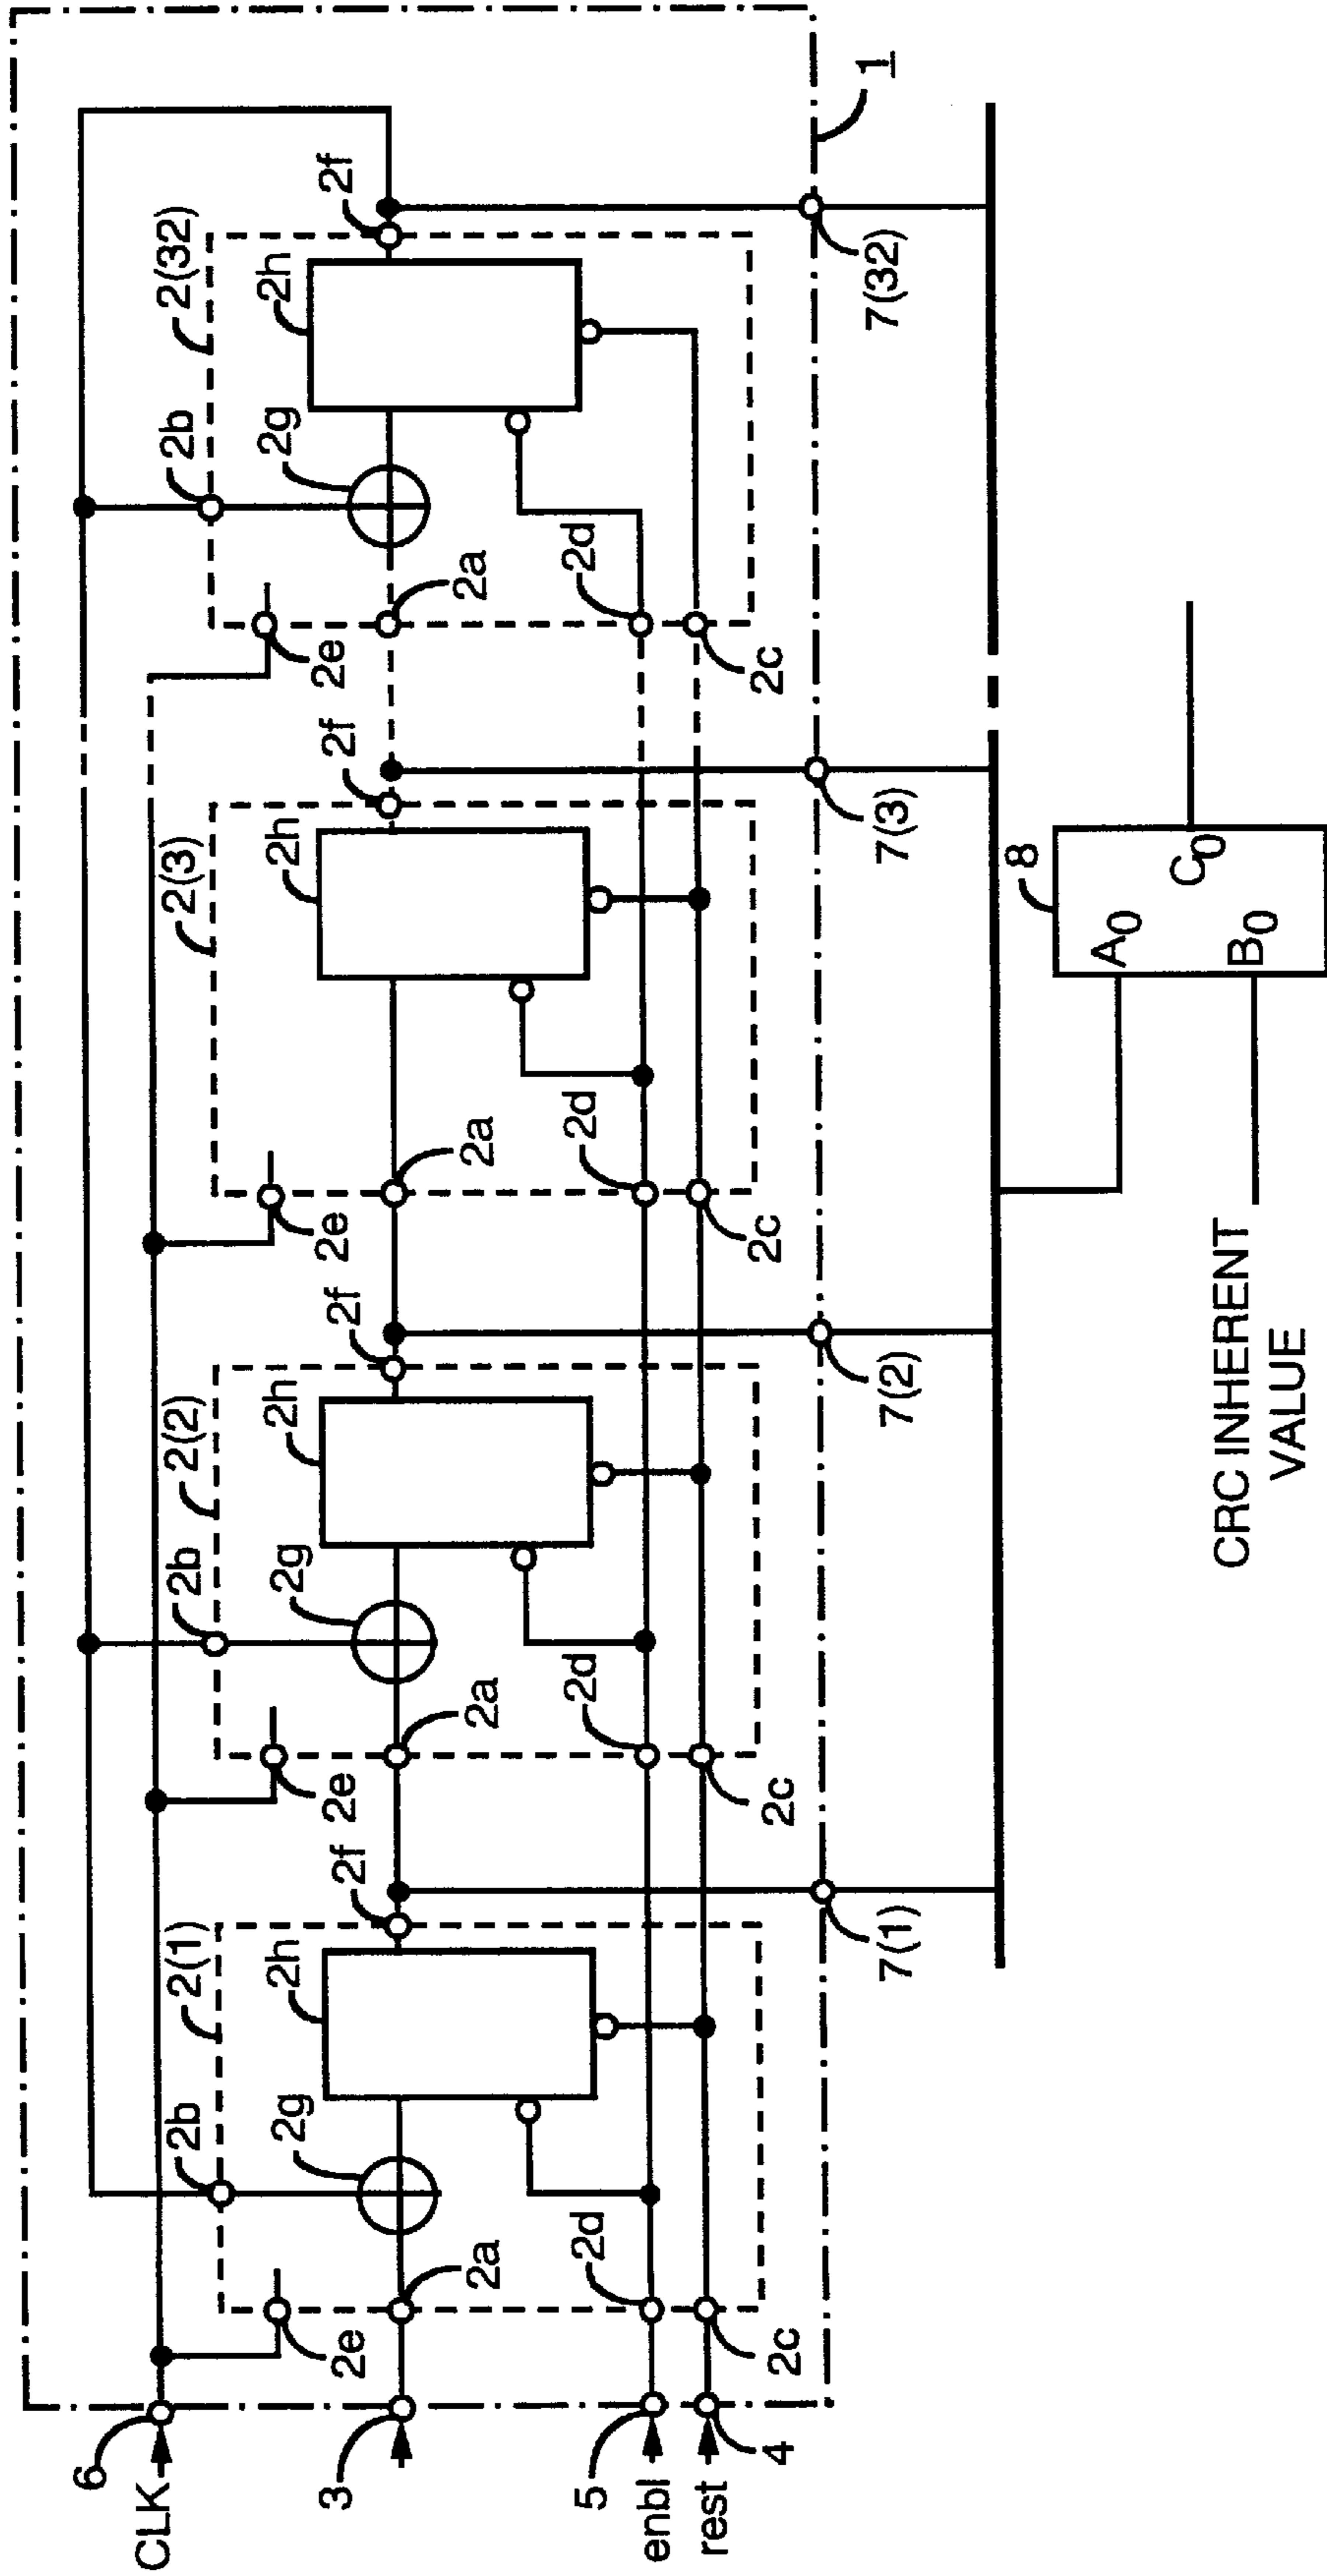 6
CLK
3
5
enbl
rest
4
2e
2a
2d
2c
2b
2(1)
2g
2h
2f
7(1)
2e
2a
2d
2c
2b
2(2)
2g
2h
2f
7(2)
2e
2a
2d
2c
2(3)
2h
2f
7(3)
2e
2a
2d
2c
2b
2(32)
2g
2h
2f
7(32)
1
8
A0
B0
C0
CRC INHERENT
VALUE